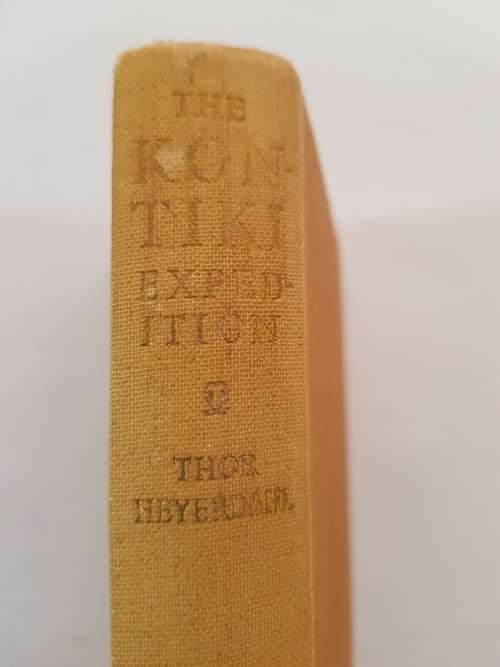 THE
KON-
TIKI
EXPED-
ITION
THOR
HEYERDAHL